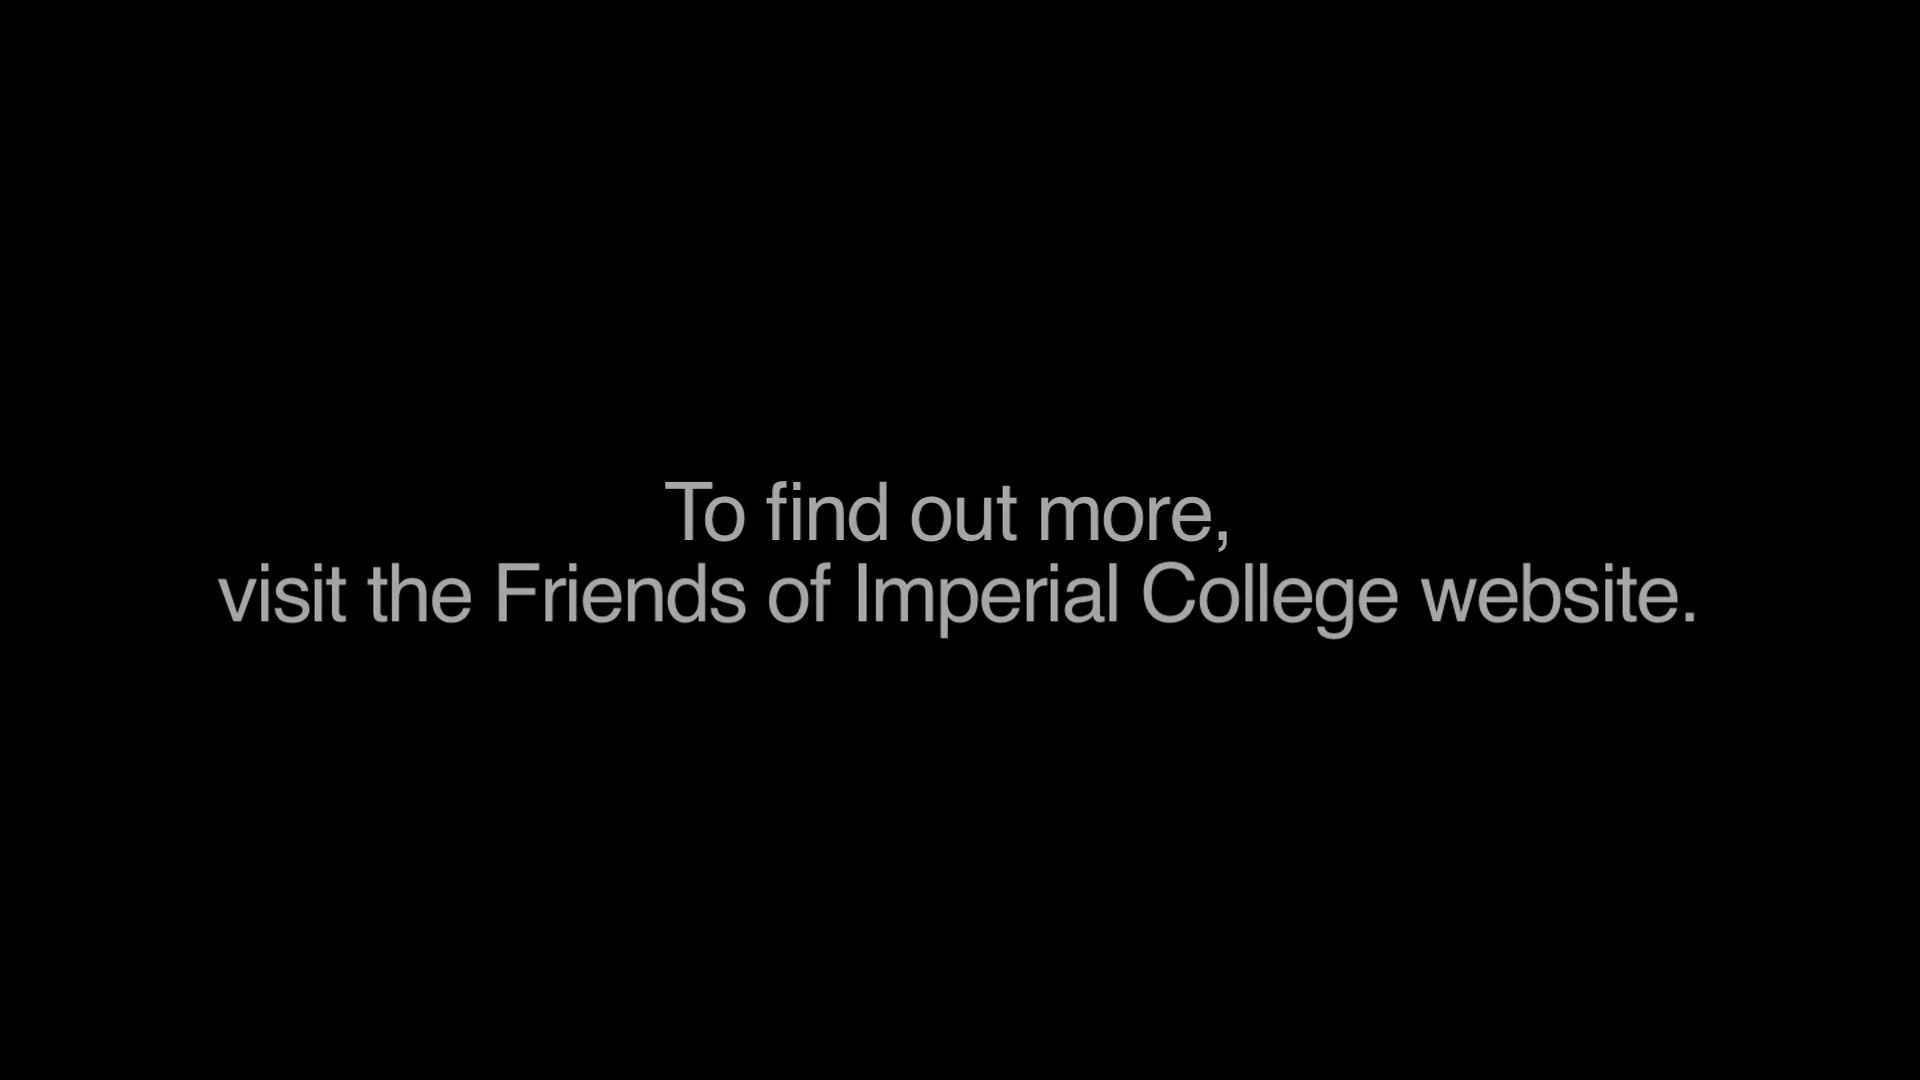 To find out more,
visit the Friends of Imperial College website.